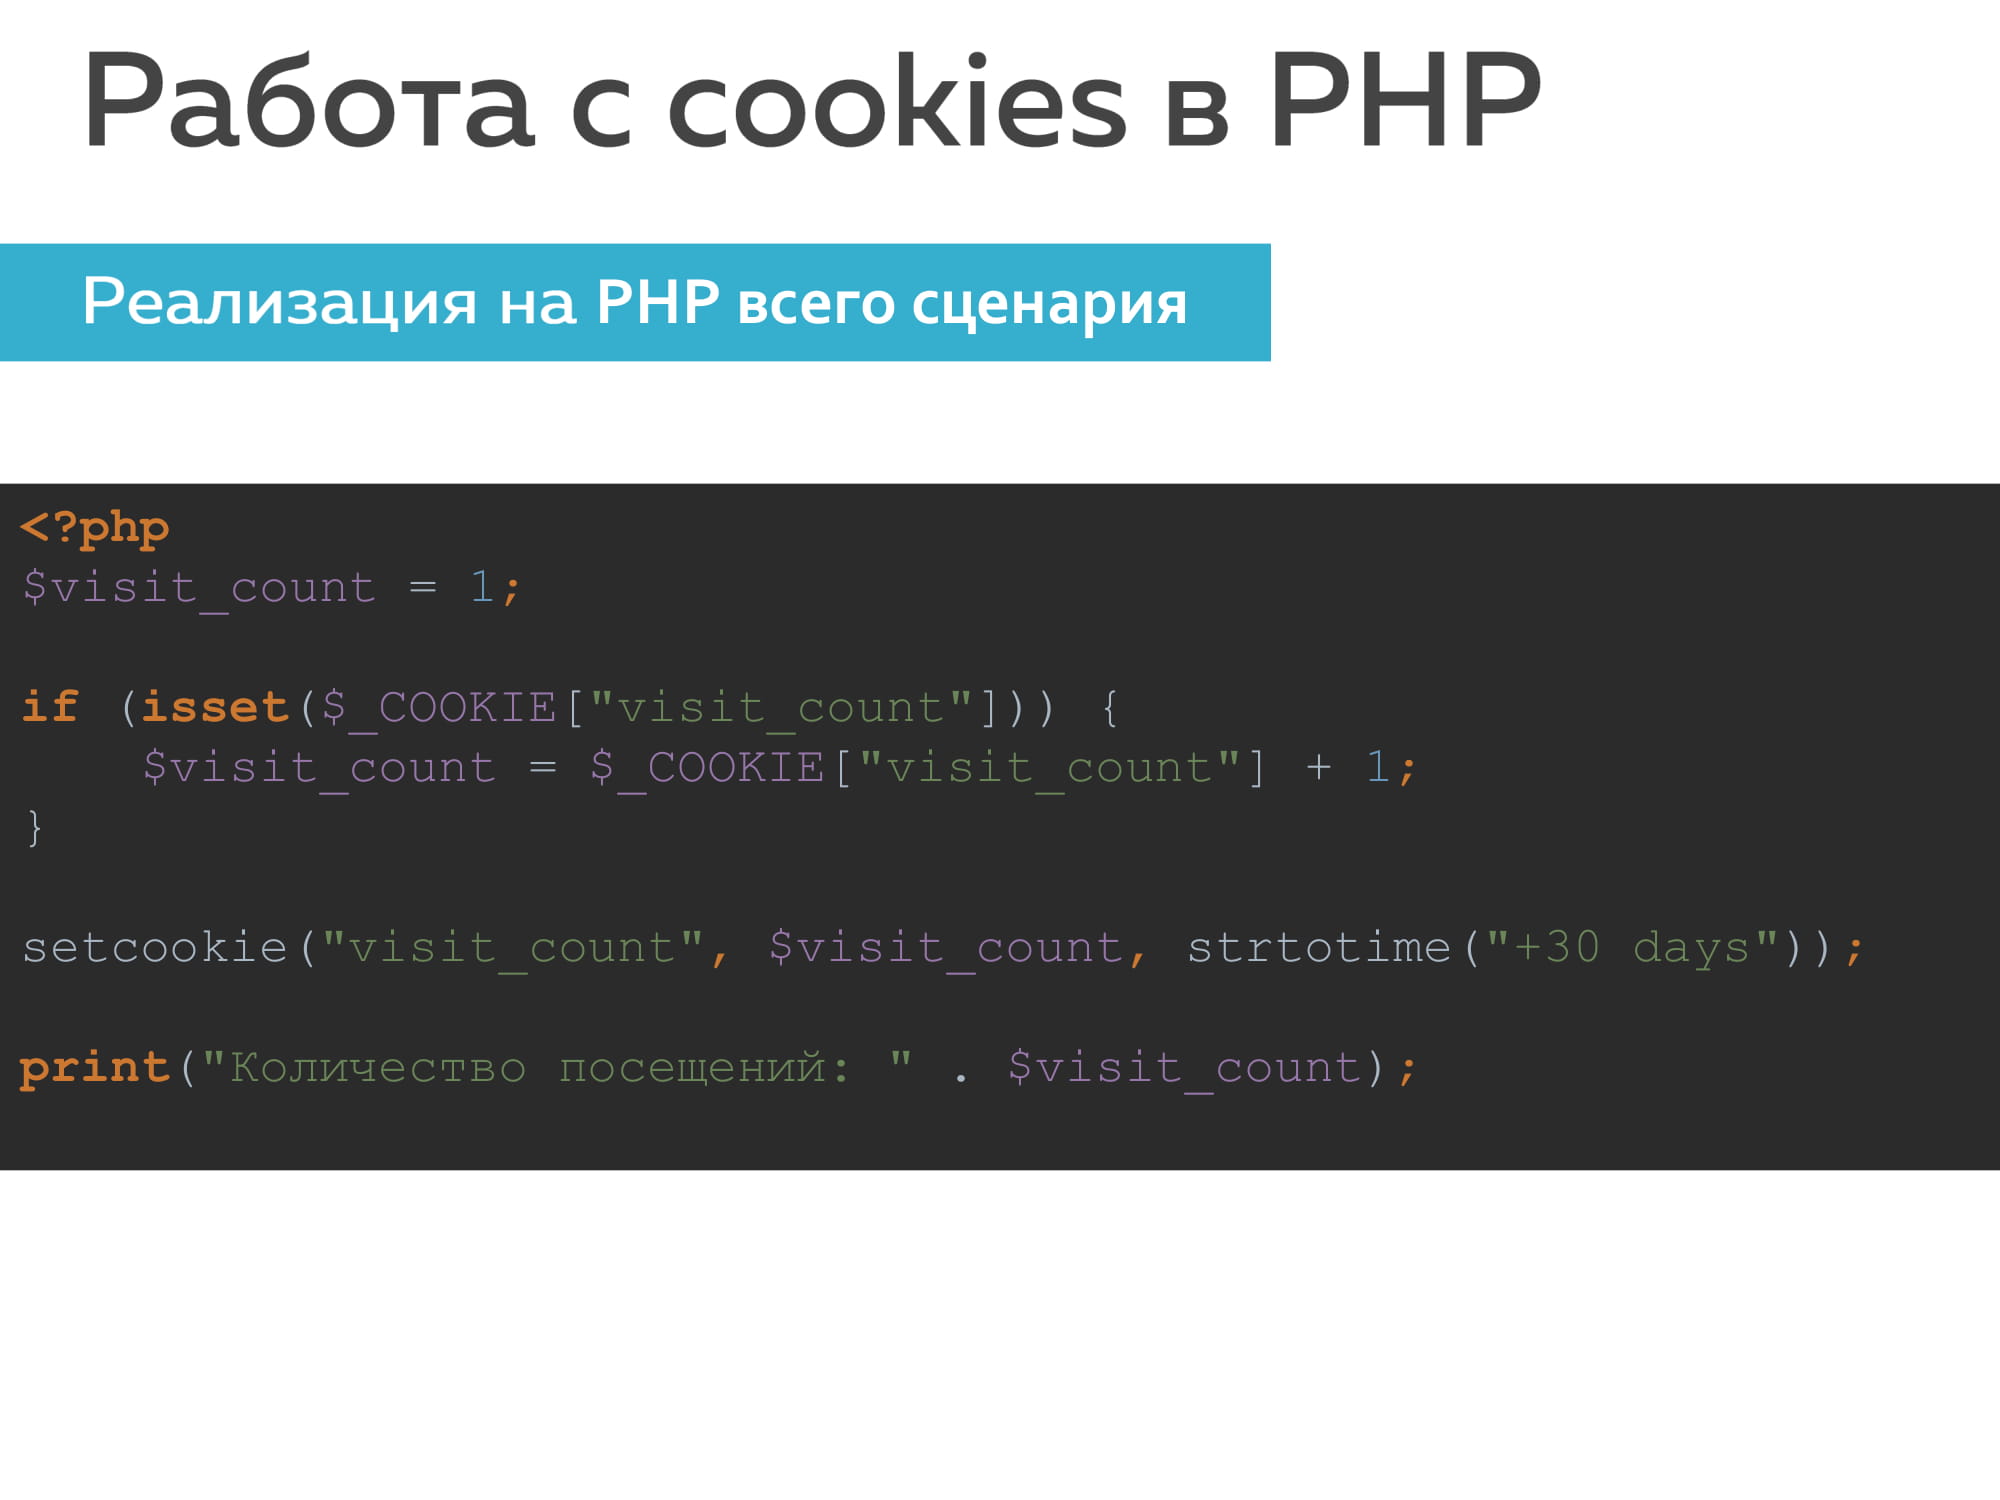 Работа с cookies в PHP
Реализация на PHP всего сценария
<?php
$visit_count = 1;
if (isset($_COOKIE["visit_count"])) {
    $visit_count = $_COOKIE["visit_count"] + 1;
}
setcookie("visit_count", $visit_count, strtotime("+30 days"));
print("Количество посещений: " . $visit_count);